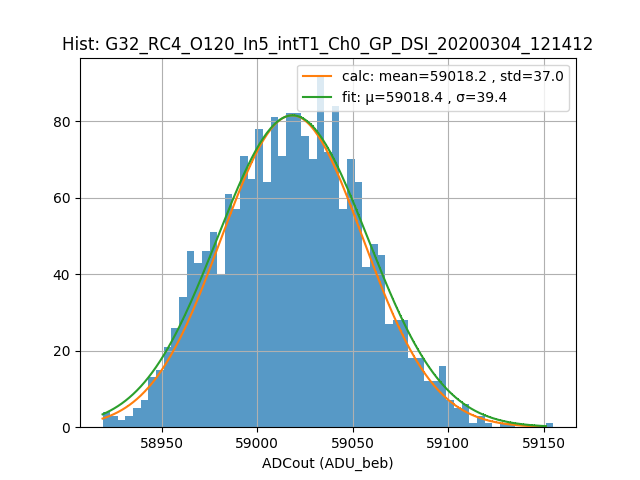 Hist: G32_RC4_O120_In5_intT1_Ch0_GP_DSI_20200304_121412
calc: mean=59018.2 , std=37.0
fit: μ=59018.4 , σ=39.4
80
60
40
20
0
58950 59000 59050 59100 59150
ADCout (ADU_beb)